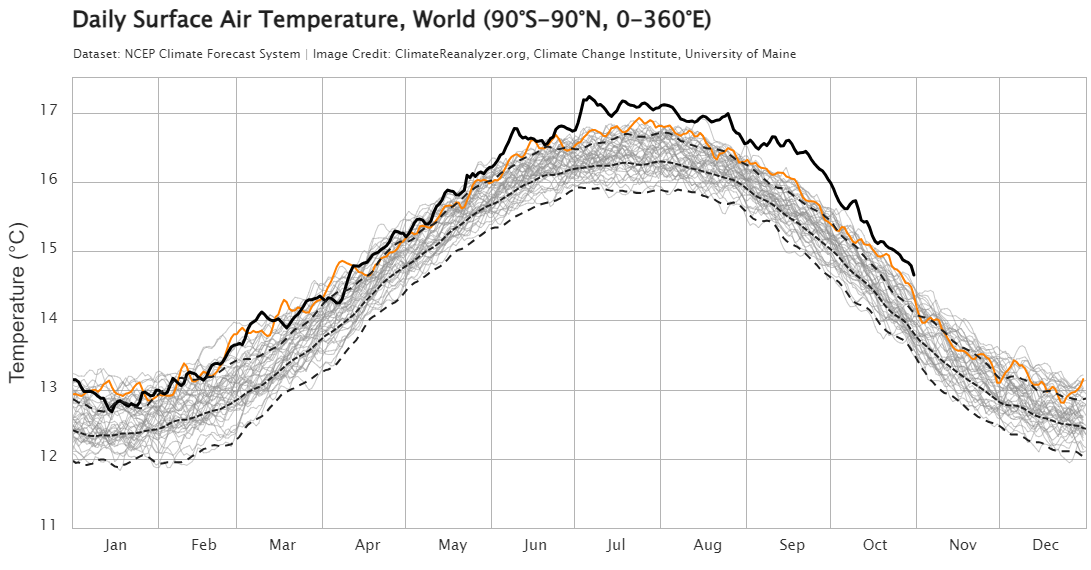 Daily Surface Air Temperature, World (90°S–90°N, 0–360°E)
Dataset: NCEP Climate Forecast System | Image Credit: ClimateReanalyzer.org, Climate Change Institute, University of Maine
Temperature (°C)
17
16
15
14
13
12
11
Jan Feb Mar Apr May Jun Jul Aug Sep Oct Nov Dec